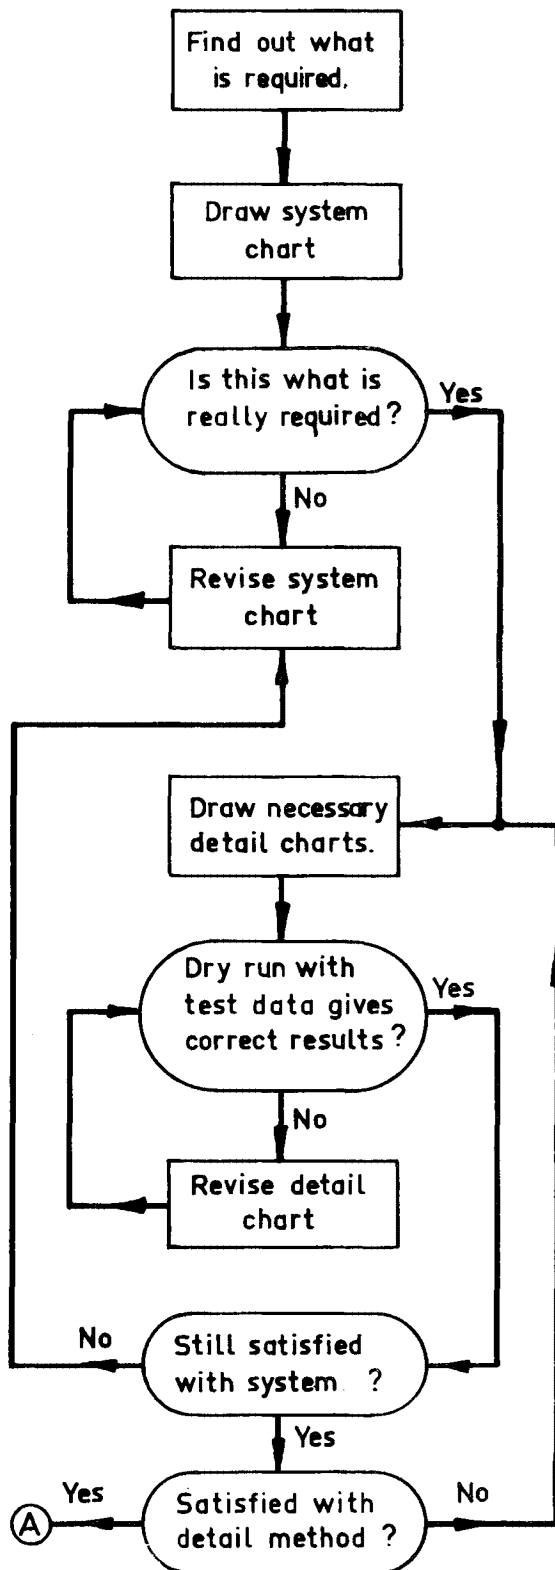 Find out what
is required.
Draw system
chart
Is this what is
really required?
Yes
No
Revise system
chart
Draw necessary
detail charts.
Dry run with
test data gives
correct results?
Yes
No
Revise detail
chart
No
Still satisfied
with system ?
Yes
Yes
Satisfied with
detail method ?
No
A